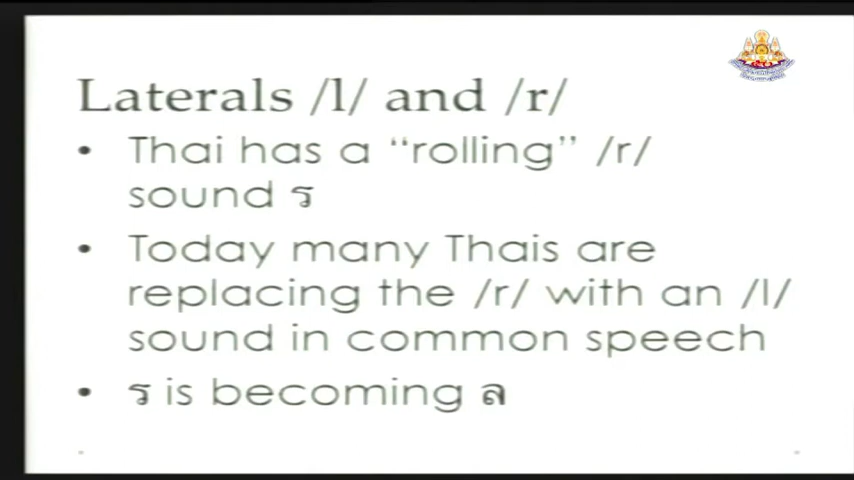 Laterals /l/ and /r/
• Thai has a “rolling” /r/
sound ร
• Today many Thais are
replacing the /r/ with an /l/
sound in common speech
• ร is becoming ล